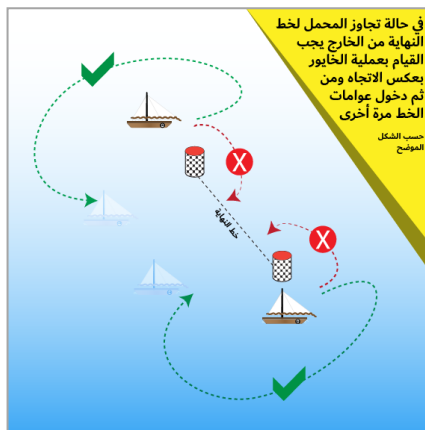 في حالة تجاوز المحمل لخط
النهاية من الخارج يجب
القيام بعملية الخايور
بعكس الاتجاه ومن
ثم دخول عوامات
الخط مرة أخرى
حسب الشكل
الموضح
X
خط النهاية
X